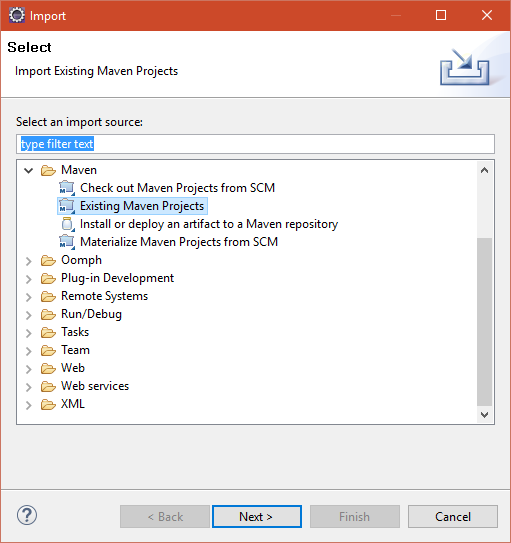 Import
Select
Import Existing Maven Projects
Select an import source:
type filter text
Maven
Check out Maven Projects from SCM
Existing Maven Projects
Install or deploy an artifact to a Maven repository
Materialize Maven Projects from SCM
Oomph
Plug-in Development
Remote Systems
Run/Debug
Tasks
Team
Web
Web services
XML
? < Back Next > Finish Cancel